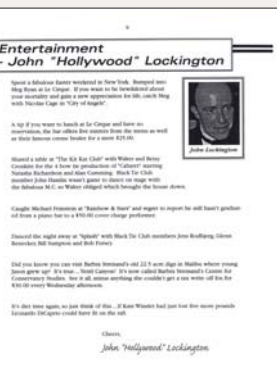 Entertainment
- John "Hollywood" Lockington
Spent a fabulous Easter weekend in New York. Bumped into
Meg Ryan at Le Cirque. If you want to be bewildered about
your mortality and gain a new appreciation for life, catch Meg
with Nicolas Cage in "City of Angels".
A tip if you want to lunch at Le Cirque and have no
reservation, the bar offers five entrées from the menu as well
as their famous creme brulee for a mere $25.00.
John Lockington
Shared a table at "The Kit Kat Club" with Walter and Betsy
Cronkite for the 4 hour production of "Cabaret" starring
Natasha Richardson and Alan Cumming. Black Tie Club
member John Hamlin wasn't game to dance on stage with
the fabulous M.C. so Walter obliged which brought the house down.
Caught Michael Feinstein at "Rainbow & Stars" and regret to report he still hasn't graduat-
ed from a piano bar to a $50.00 cover charge performer.
Danced the night away at "Splash" with Black Tie Club members Jens Rodbjerg, Glenn
Bill Sumpton and Bob Forsey.
Did you know you can visit Barbra Streisand's old 22.5 acre digs in Malibu where young
Jason grew up? It's true... Yentl Canyon! It's now called Barbra Streisand's Centre for
Conservancy Studies. See it all, minus anything she couldn't get a tax write off for, for
$30.00 every Wednesday afternoon.
It's diet time again, so just think of this... if Kate Winslet had just lost five more pounds
Leonardo DiCaprio could have fit on the raft.
Cheers,
John "Hollywood" Lockington